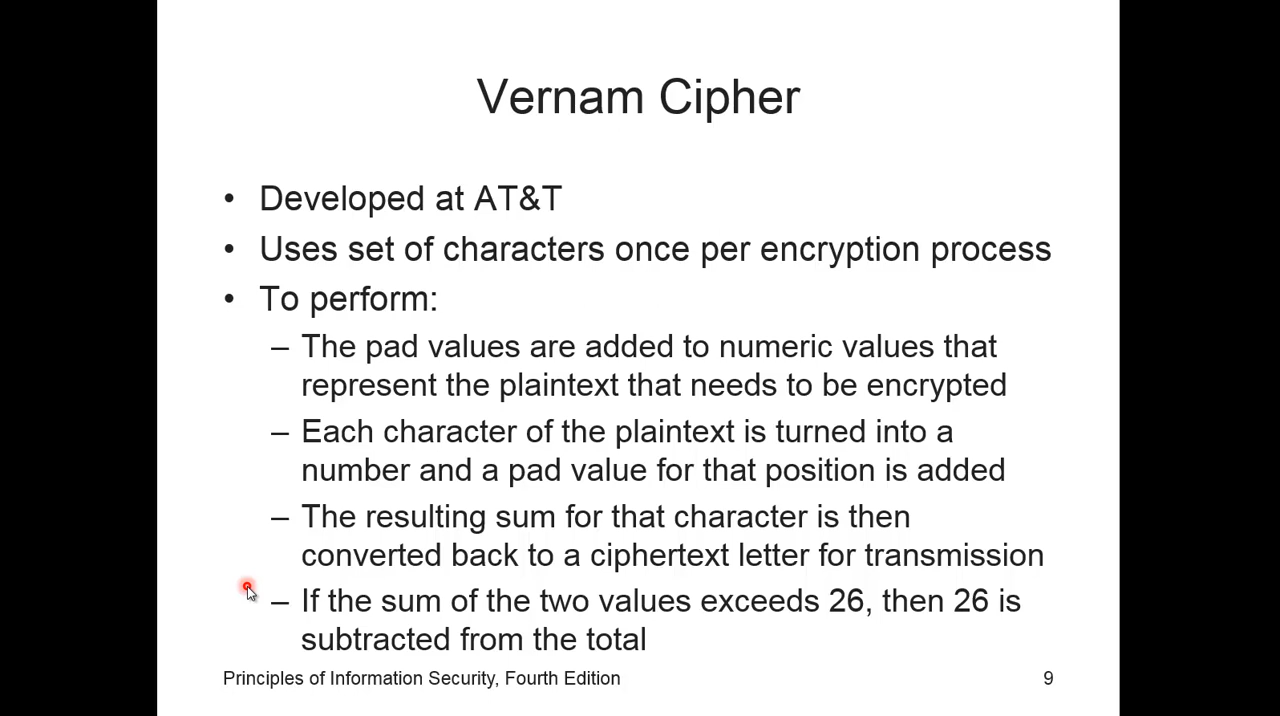 Vernam Cipher
• Developed at AT&T
• Uses set of characters once per encryption process
• To perform:
– The pad values are added to numeric values that
represent the plaintext that needs to be encrypted
– Each character of the plaintext is turned into a
number and a pad value for that position is added
– The resulting sum for that character is then
converted back to a ciphertext letter for transmission
– If the sum of the two values exceeds 26, then 26 is
subtracted from the total
Principles of Information Security, Fourth Edition 9